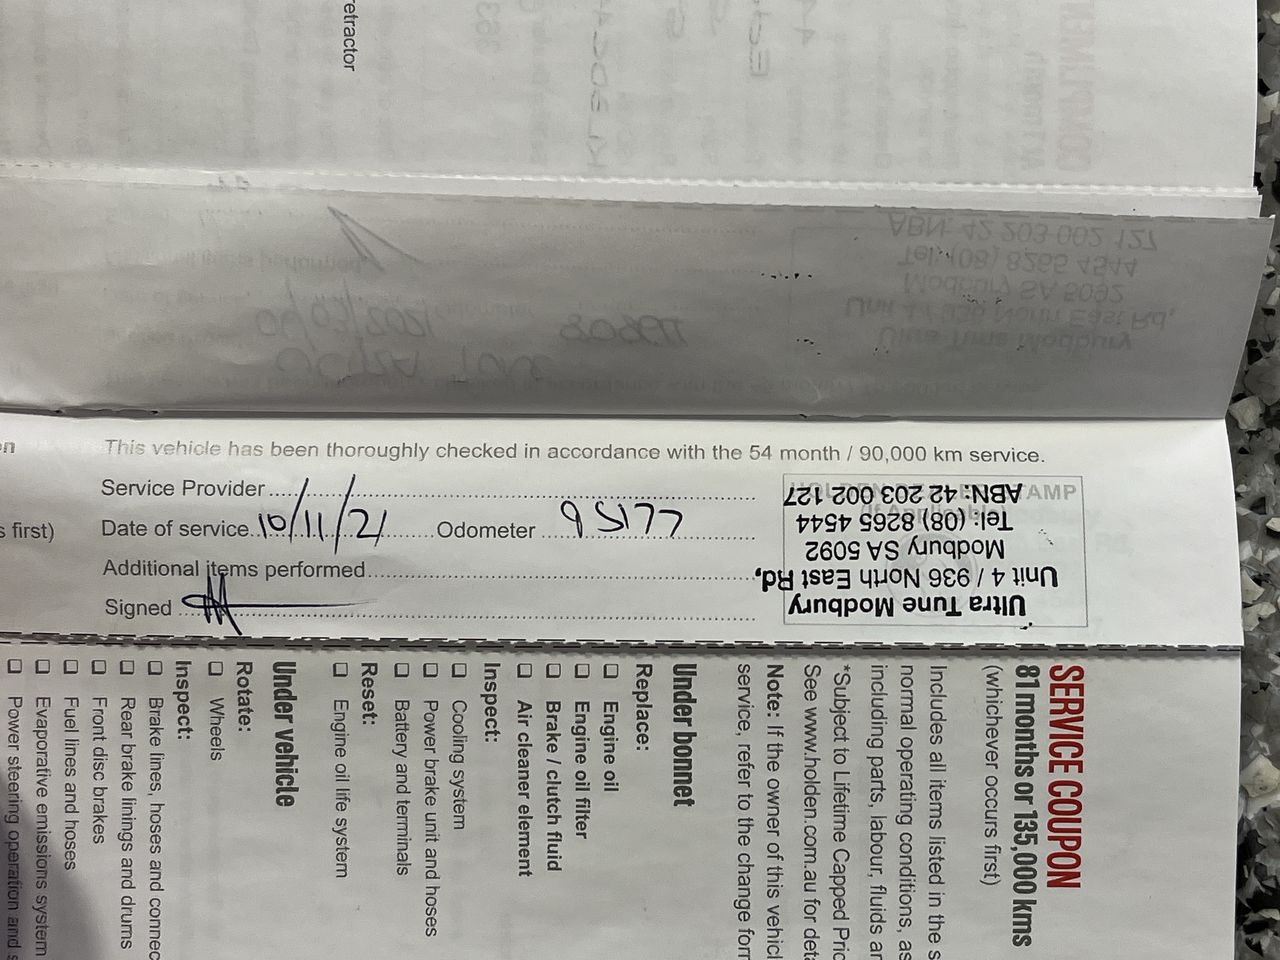 etractor
This vehicle has been thoroughly checked in accordance with the 54 month / 90,000 km service.
Service Provider
s first) Date of service 10/11/21 Odometer 95177
Additional items performed
Signed
Ultra Tune Modbury
Unit 4 / 936 North East Rd,
Modbury SA 5092
Tel: (08) 8265 4544
ABN: 42 203 002 127
SERVICE COUPON
81 months or 135,000 kms
(whichever occurs first)
Includes all items listed in the s
normal operating conditions, as
including parts, labour, fluids ar
*Subject to Lifetime Capped Pric
See www.holden.com.au for deta
Note: If the owner of this vehicl
service, refer to the change forr
Under bonnet
Replace:
❑ Engine oil
❑ Engine oil filter
❑ Brake / clutch fluid
❑ Air cleaner element
Inspect:
❑ Cooling system
❑ Power brake unit and hoses
❑ Battery and terminals
Reset:
❑ Engine oil life system
Under vehicle
Rotate:
❑ Wheels
Inspect:
❑ Brake lines, hoses and connec
❑ Rear brake linings and drums
❑ Front disc brakes
❑ Fuel lines and hoses
❑ Evaporative emissions system
❑ Power steering operation and s